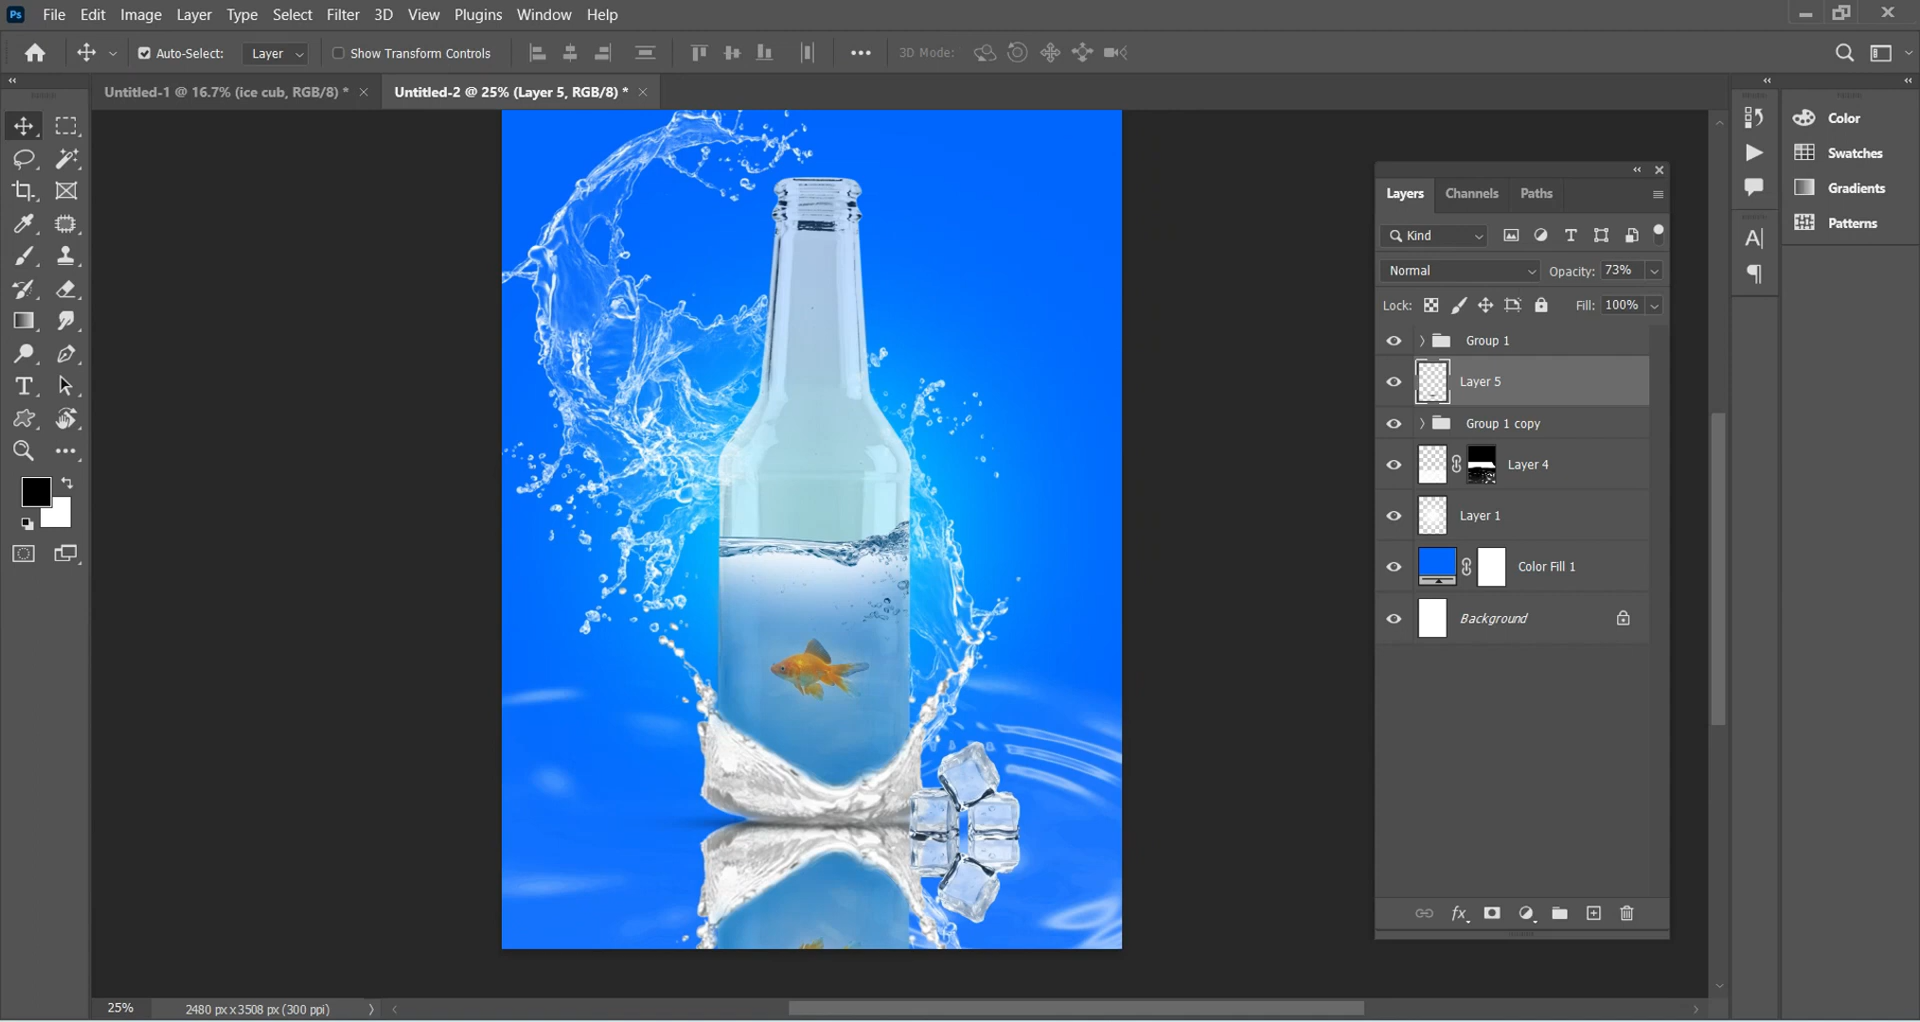 Ps File Edit Image Layer Type Select Filter 3D View Plugins Window Help
Auto-Select: Layer Show Transform Controls 3D Mode:
Untitled-1 @ 16.7% (ice cub, RGB/8) * Untitled-2 @ 25% (Layer 5, RGB/8) *
Color
Swatches
Gradients
Patterns
Layers Channels Paths
Kind
Normal Opacity: 73%
Lock: Fill: 100%
Group 1
Layer 5
Group 1 copy
Layer 4
Layer 1
Color Fill 1
Background
fx
25% 2480 px x 3508 px (300 ppi)